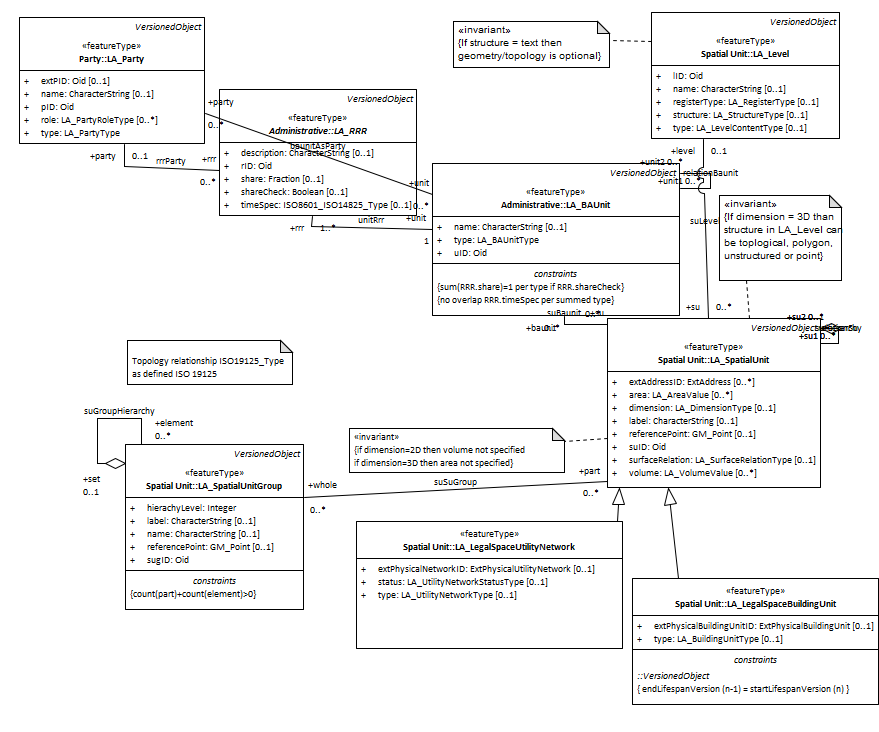 VersionedObject
«featureType»
Party::LA_Party
+ extPID: Oid [0..1]
+ name: CharacterString [0..1]
+ pID: Oid
+ role: LA_PartyRoleType [0..*]
+ type: LA_PartyType
«invariant»
{If structure = text then
geometry/topology is optional}
VersionedObject
«featureType»
Spatial Unit::LA_Level
+ lID: Oid
+ name: CharacterString [0..1]
+ registerType: LA_RegisterType [0..1]
+ structure: LA_StructureType [0..1]
+ type: LA_LevelContentType [0..1]
VersionedObject
«featureType»
Administrative::LA_RRR
+ description: CharacterString [0..1]
+ rID: Oid
+ share: Fraction [0..1]
+ shareCheck: Boolean [0..1]
+ timeSpec: ISO8601_ISO14825_Type [0..1]
+party
0..*
baunitAsParty
+party
0..1
rrrParty
+rrr
0..*
+unit
0..*
+rrr
1..*
unitRrr
+unit
1
+level
0..1
+unit2 0..*
relationBaunit
+unit1 0..*
VersionedObject
«featureType»
Administrative::LA_BAUnit
+ name: CharacterString [0..1]
+ type: LA_BAUnitType
+ uID: Oid
constraints
{sum(RRR.share)=1 per type if RRR.shareCheck}
{no overlap RRR.timeSpec per summed type}
suLevel
«invariant»
{If dimension = 3D than
structure in LA_Level can
be toplogical, polygon,
unstructured or point}
+su
0..*
suBaunit
0..*
+su
+baunit
0..*
+su2 0..*
+su1 0..*
VersionedObject
«featureType»
Spatial Unit::LA_SpatialUnit
+ extAddressID: ExtAddress [0..*]
+ area: LA_AreaValue [0..*]
+ dimension: LA_DimensionType [0..1]
+ label: CharacterString [0..1]
+ referencePoint: GM_Point [0..1]
+ suID: Oid
+ surfaceRelation: LA_SurfaceRelationType [0..1]
+ volume: LA_VolumeValue [0..*]
Topology relationship ISO19125_Type
as defined ISO 19125
suGroupHierarchy
+element
0..*
+set
0..1
«invariant»
{if dimension=2D then volume not specified
if dimension=3D then area not specified}
VersionedObject
«featureType»
Spatial Unit::LA_SpatialUnitGroup
+ hierachyLevel: Integer
+ label: CharacterString [0..1]
+ name: CharacterString [0..1]
+ referencePoint: GM_Point [0..1]
+ sugID: Oid
constraints
{count(part)+count(element)>0}
+whole
0..*
suSuGroup
+part
0..*
«featureType»
Spatial Unit::LA_LegalSpaceUtilityNetwork
+ extPhysicalNetworkID: ExtPhysicalUtilityNetwork [0..1]
+ status: LA_UtilityNetworkStatusType [0..1]
+ type: LA_UtilityNetworkType [0..1]
«featureType»
Spatial Unit::LA_LegalSpaceBuildingUnit
+ extPhysicalBuildingUnitID: ExtPhysicalBuildingUnit [0..1]
+ type: LA_BuildingUnitType [0..1]
constraints
::VersionedObject
{ endLifespanVersion (n-1) = startLifespanVersion (n) }